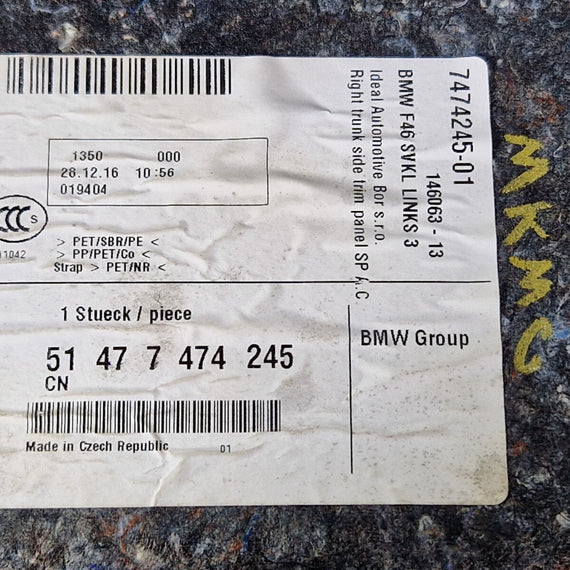 1350 000
28.12.16 10:56
019404
CCC S
> PET/SBR/PE <
> PP/PET/Co <
Strap > PET/NR <
7474245-01
146063 - 13
BMW F46 SVKL LINKS 3
Ideal Automotive Bor s.r.o.
Right trunk side trim panel SP A.C
1 Stueck / piece
51 47 7 474 245
CN
BMW Group
Made in Czech Republic 01
MKMC